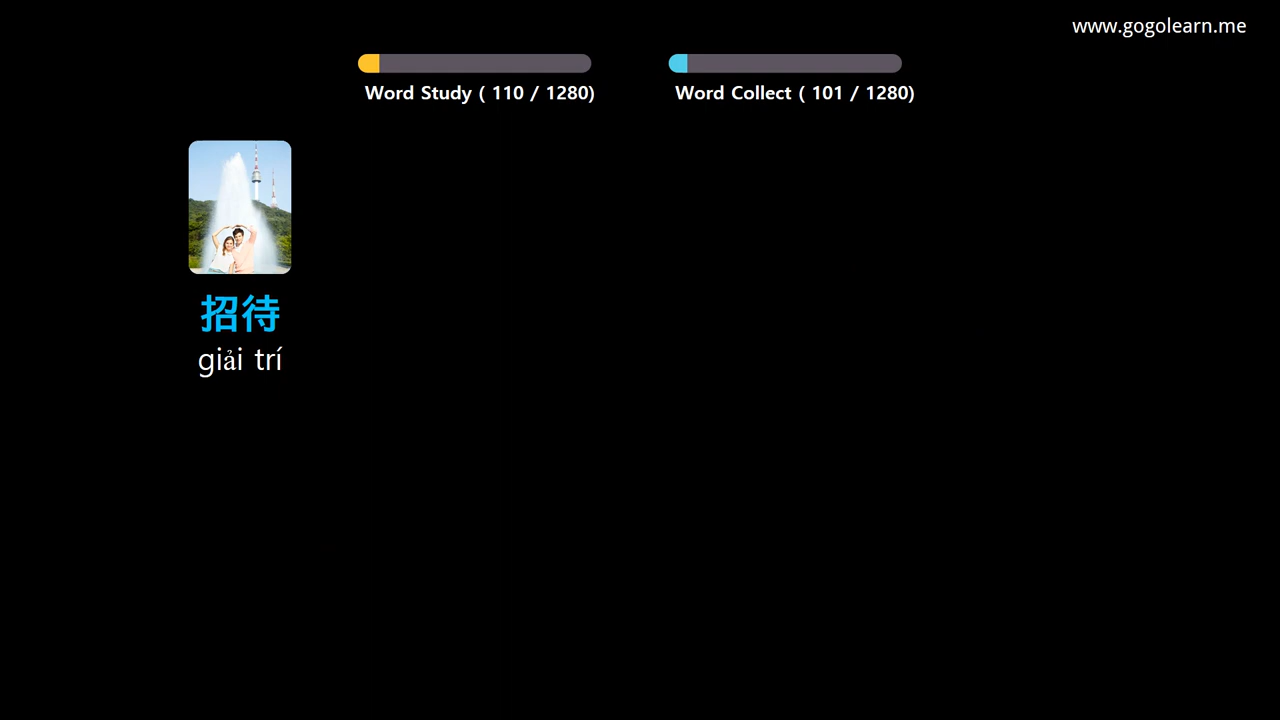 www.gogolearn.me
Word Study ( 110 / 1280)
Word Collect ( 101 / 1280)
招待
giải trí